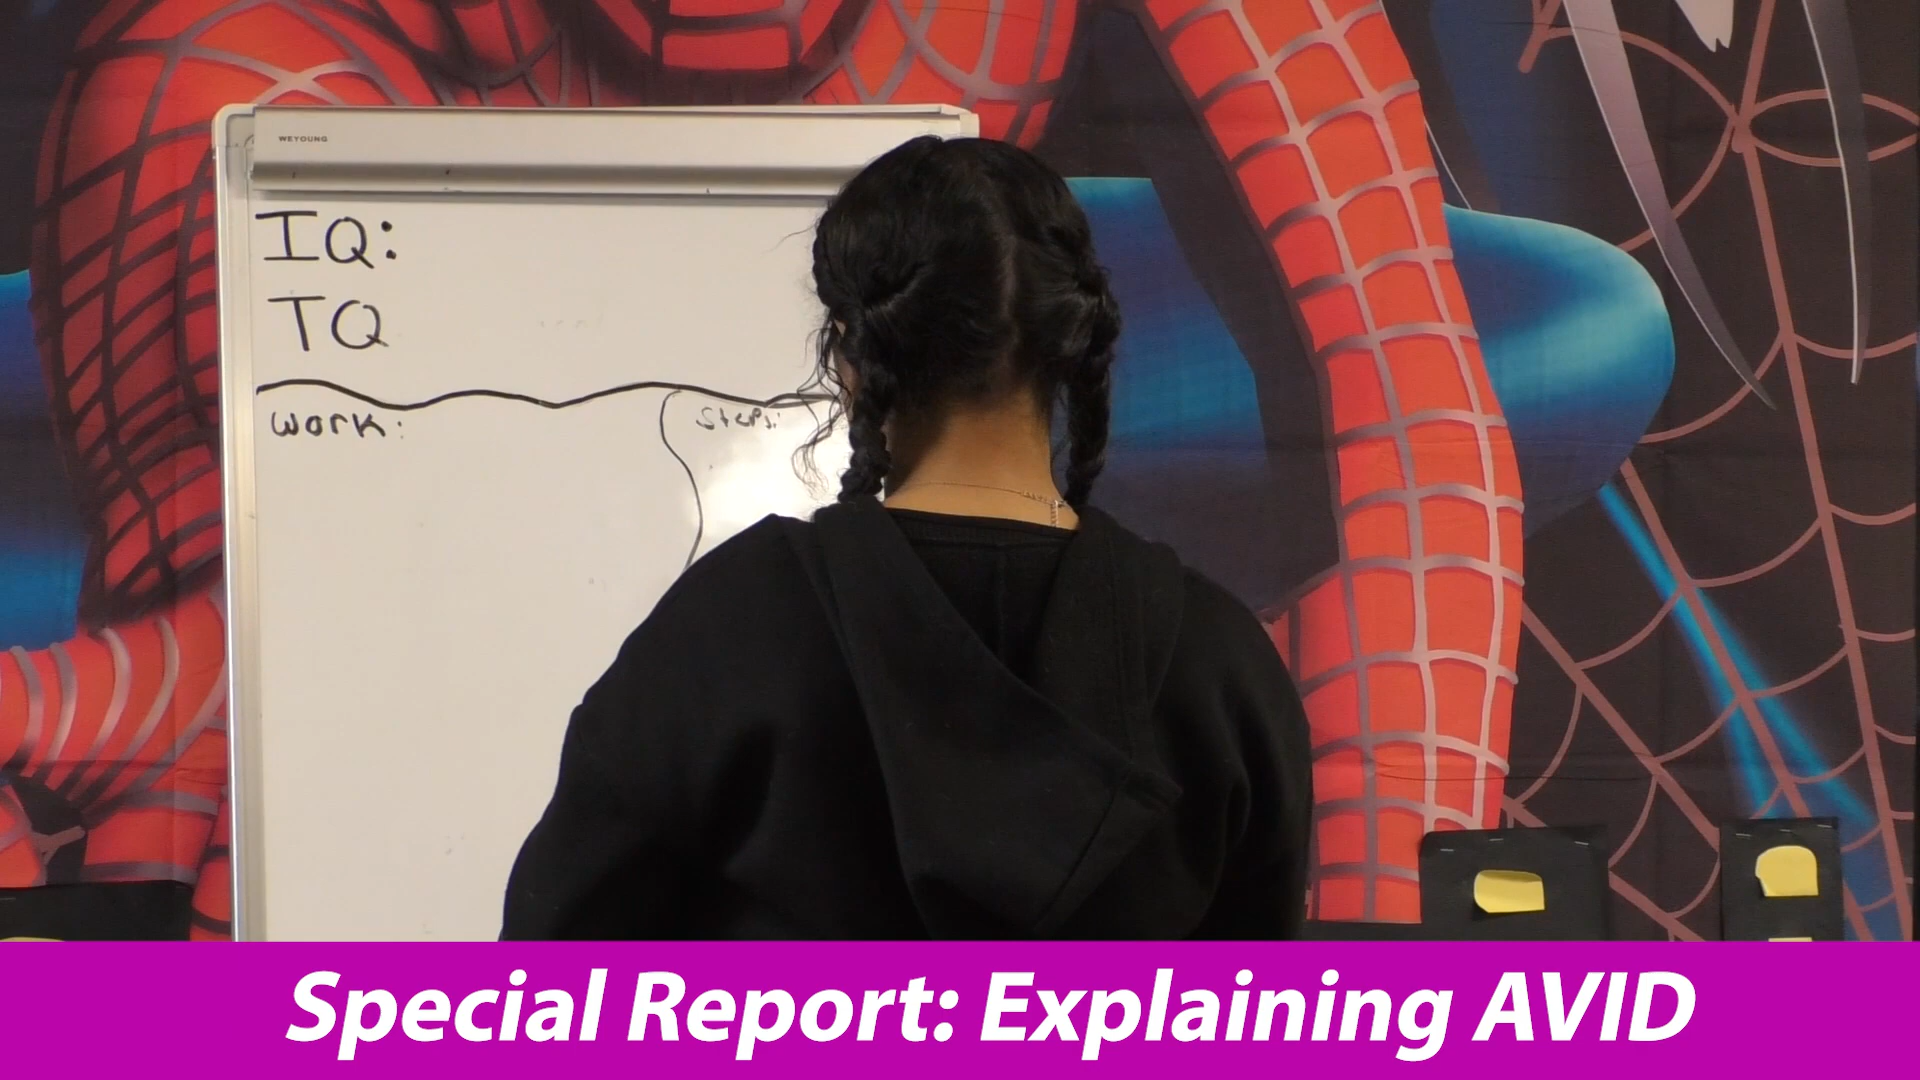 WEYOUNG
IQ:
TQ
Work:
Steps:
Special Report: Explaining AVID